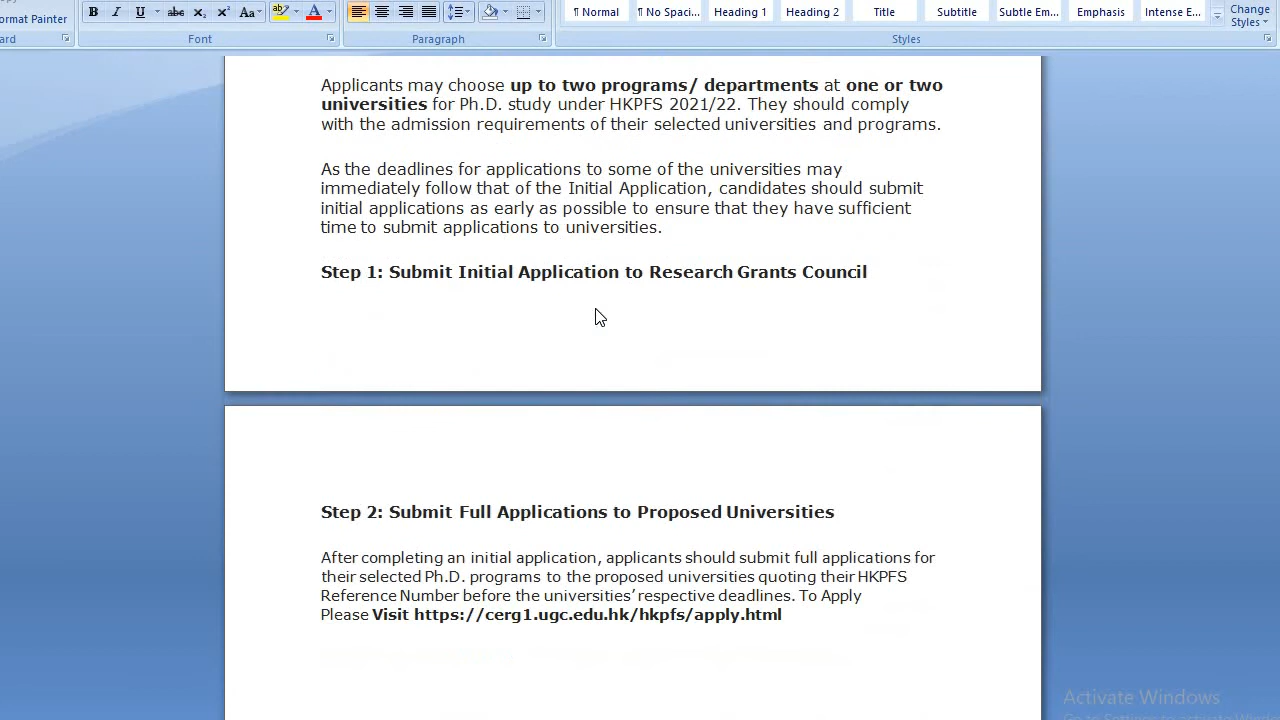 ormat Painter
B I U abc X₂ X² Aa ab A
¶ Normal ¶ No Spaci... Heading 1 Heading 2 Title Subtitle Subtle Em... Emphasis Intense E... Change
Styles
ard Font Paragraph Styles
Applicants may choose up to two programs/ departments at one or two
universities for Ph.D. study under HKPFS 2021/22. They should comply
with the admission requirements of their selected universities and programs.
As the deadlines for applications to some of the universities may
immediately follow that of the Initial Application, candidates should submit
initial applications as early as possible to ensure that they have sufficient
time to submit applications to universities.
Step 1: Submit Initial Application to Research Grants Council
Step 2: Submit Full Applications to Proposed Universities
After completing an initial application, applicants should submit full applications for
their selected Ph.D. programs to the proposed universities quoting their HKPFS
Reference Number before the universities’ respective deadlines. To Apply
Please Visit https://cerg1.ugc.edu.hk/hkpfs/apply.html
Activate Windows